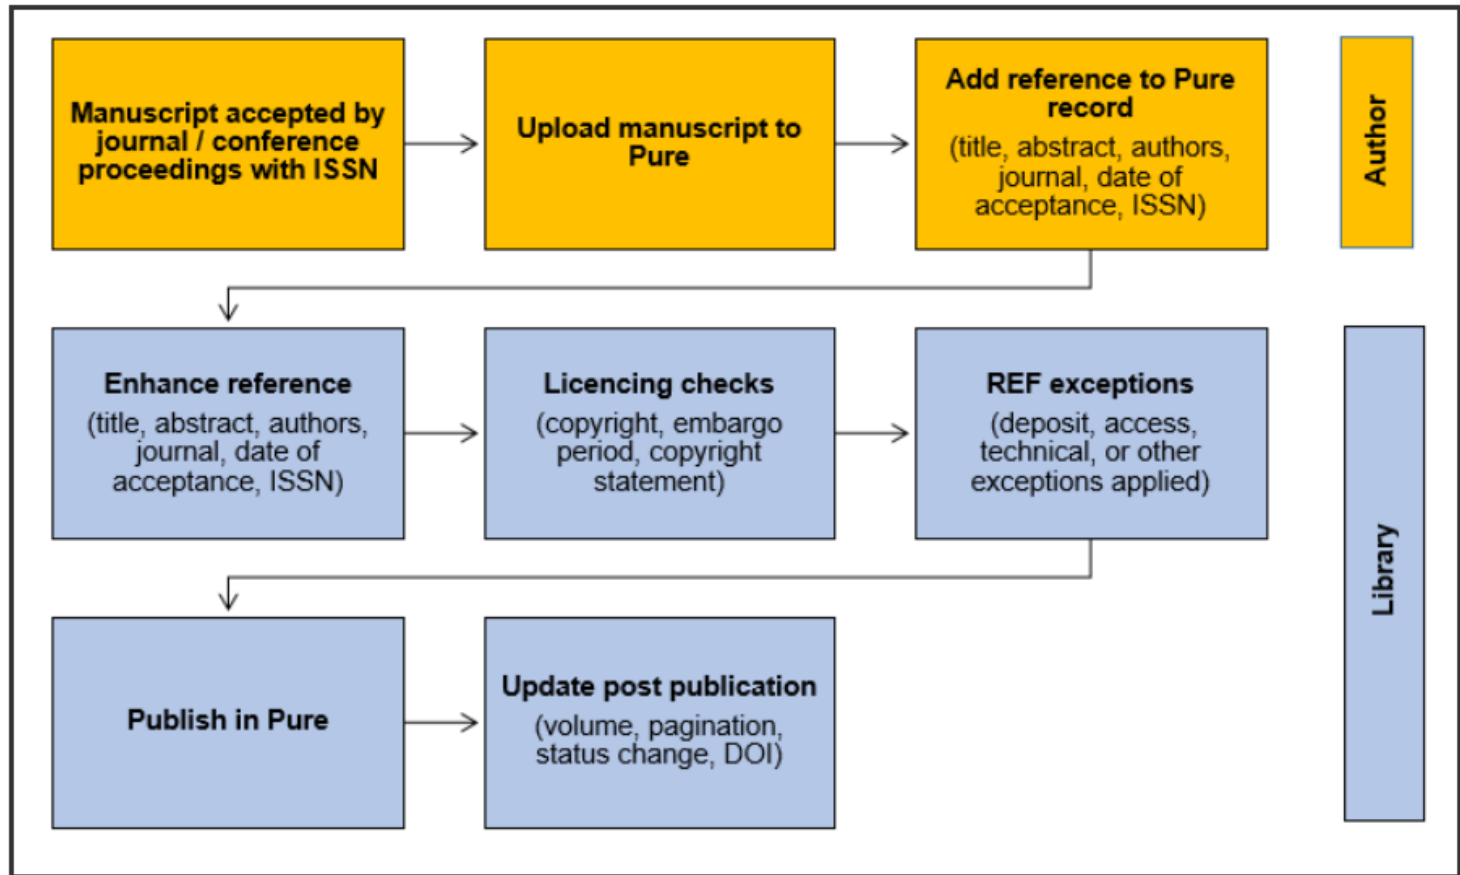 Manuscript accepted by
journal / conference
proceedings with ISSN
Upload manuscript to
Pure
Add reference to Pure
record
(title, abstract, authors,
journal, date of
acceptance, ISSN)
Author
Enhance reference
(title, abstract, authors,
journal, date of
acceptance, ISSN)
Licencing checks
(copyright, embargo
period, copyright
statement)
REF exceptions
(deposit, access,
technical, or other
exceptions applied)
Library
Publish in Pure
Update post publication
(volume, pagination,
status change, DOI)